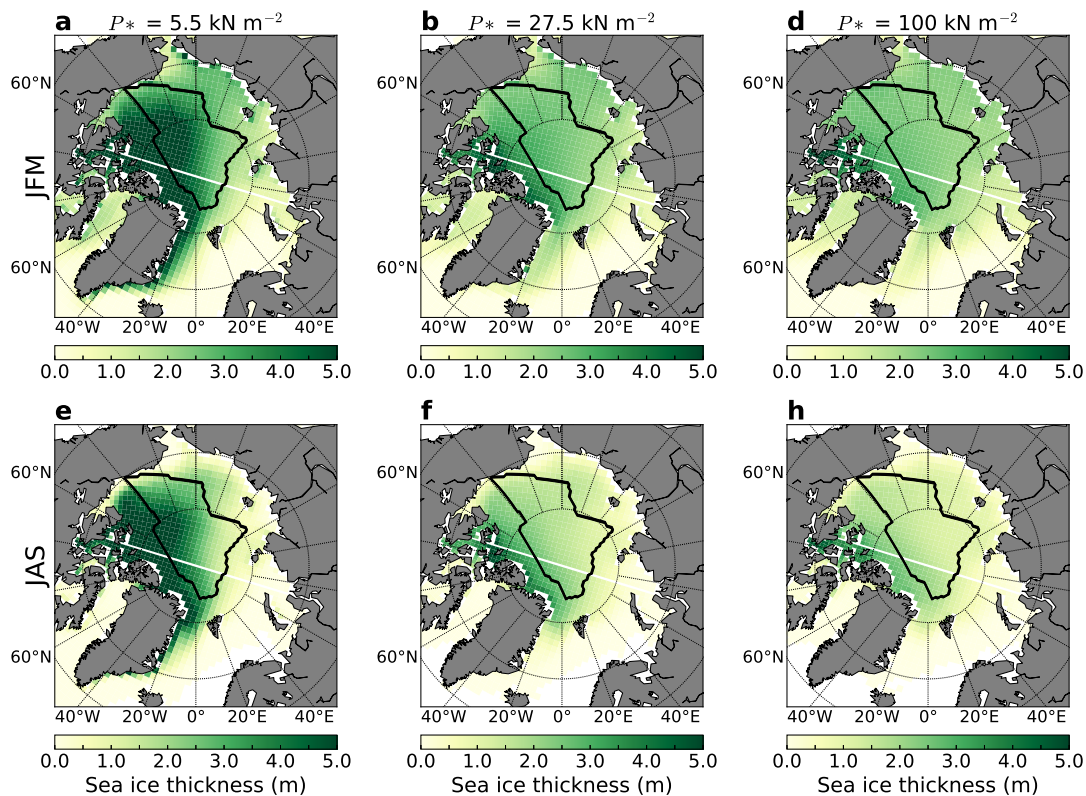 a P* = 5.5 kN m⁻² b P* = 27.5 kN m⁻² d P* = 100 kN m⁻²
JFM
60°N
60°N
40°W 20°W 0° 20°E 40°E 40°W 20°W 0° 20°E 40°E 40°W 20°W 0° 20°E 40°E
0.0 1.0 2.0 3.0 4.0 5.0 0.0 1.0 2.0 3.0 4.0 5.0 0.0 1.0 2.0 3.0 4.0 5.0
e f h
JAS
60°N 60°N 60°N
60°N 60°N 60°N
40°W 20°W 0° 20°E 40°E 40°W 20°W 0° 20°E 40°E 40°W 20°W 0° 20°E 40°E
0.0 1.0 2.0 3.0 4.0 5.0 0.0 1.0 2.0 3.0 4.0 5.0 0.0 1.0 2.0 3.0 4.0 5.0
Sea ice thickness (m) Sea ice thickness (m) Sea ice thickness (m)